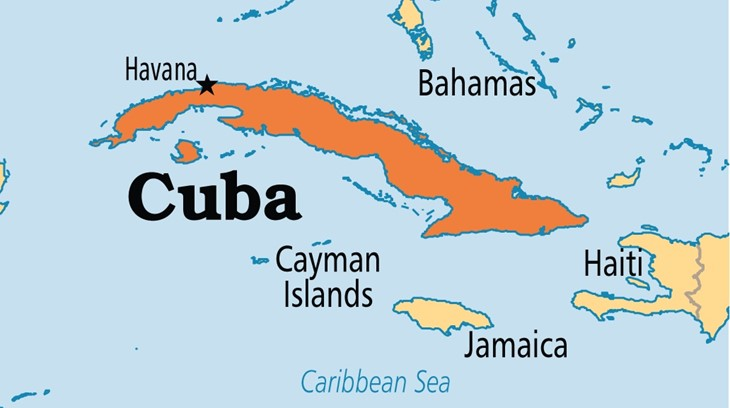 Havana
Bahamas
Cuba
Cayman
Islands
Haiti
Jamaica
Caribbean Sea